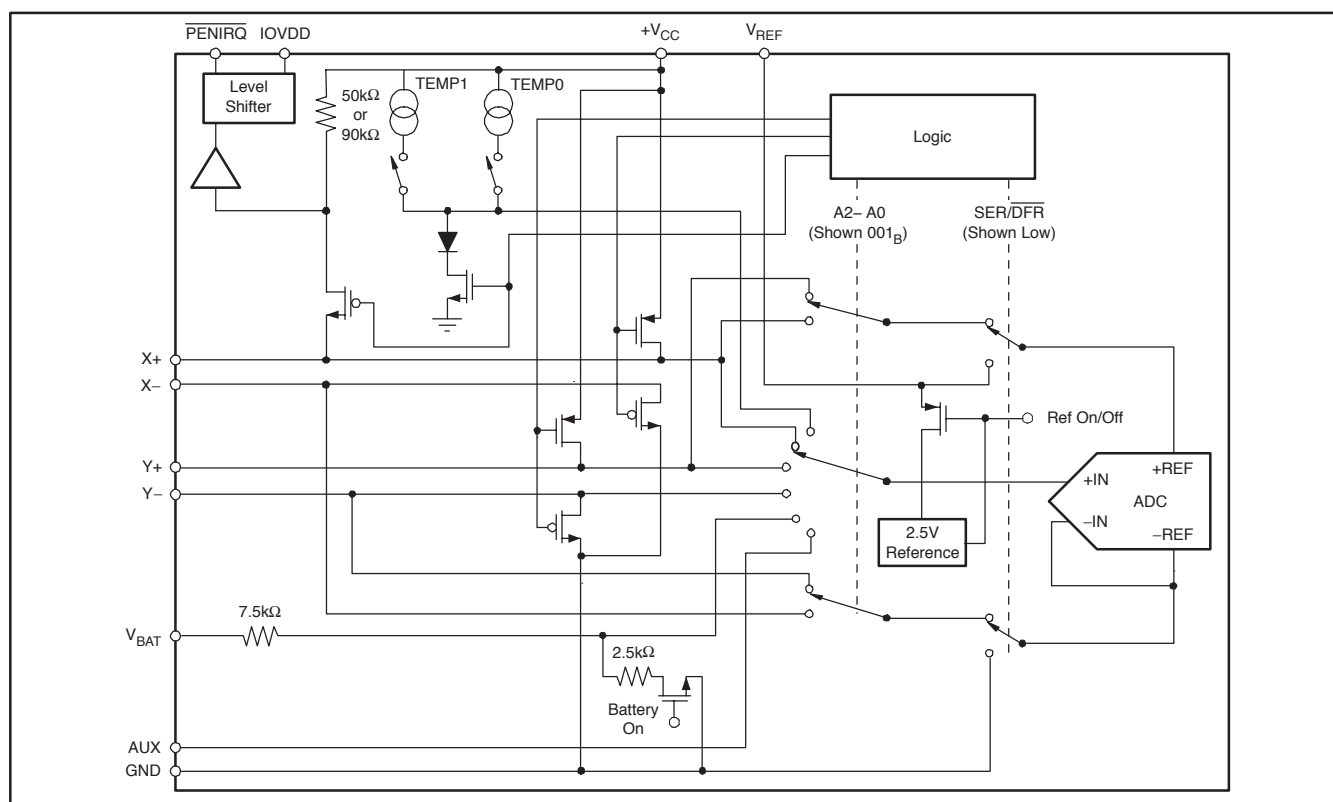 PENIRQ IOVDD +VCC VREF
Level
Shifter
50kΩ
or
90kΩ
TEMP1
TEMP0
Logic
A2– A0
(Shown 001B)
SER/DFR
(Shown Low)
X+
X–
Ref On/Off
Y+
Y–
+IN
+REF
ADC
–IN
–REF
2.5V
Reference
7.5kΩ
VBAT
2.5kΩ
Battery
On
AUX
GND